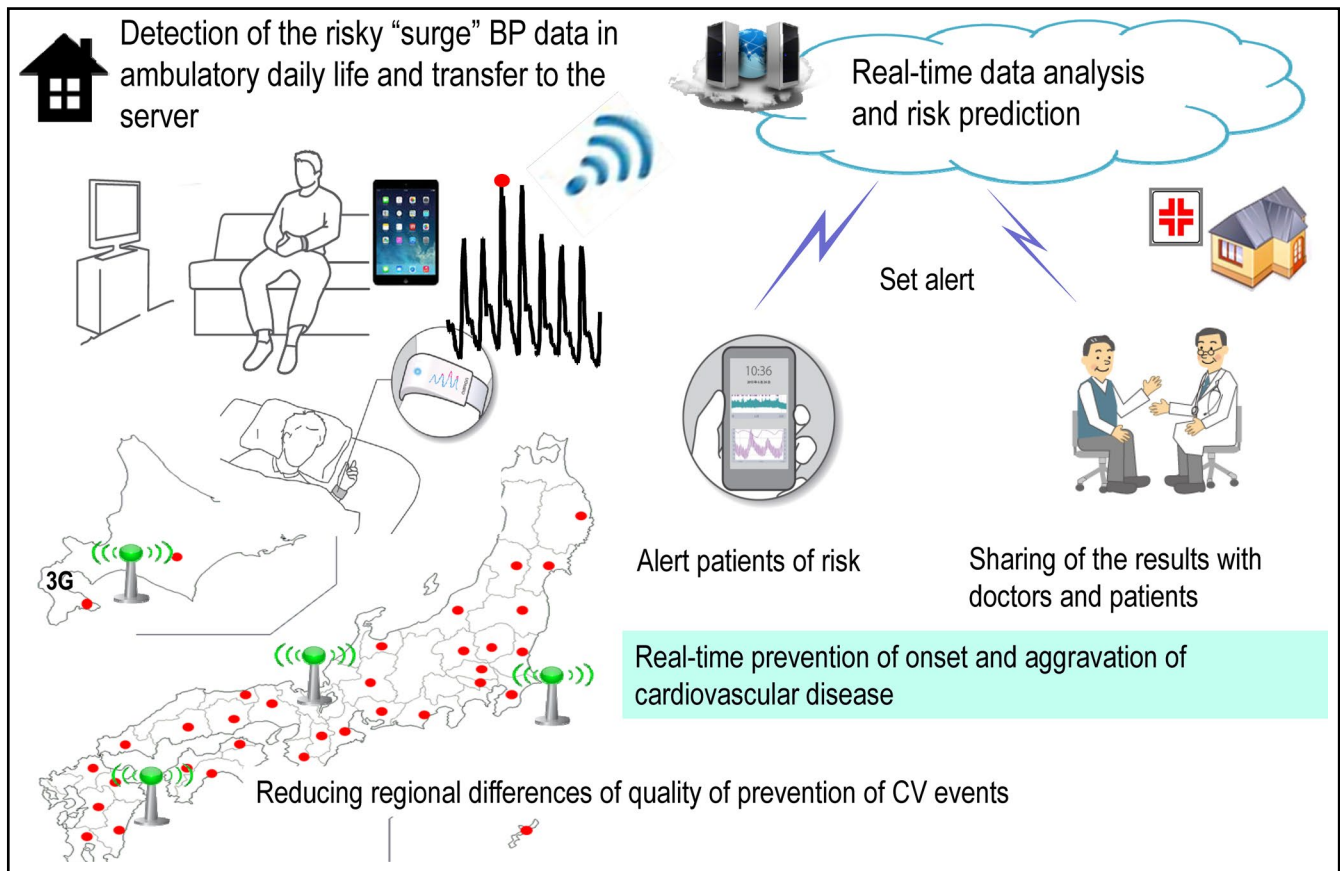 Detection of the risky “surge” BP data in
ambulatory daily life and transfer to the
server
Real-time data analysis
and risk prediction
Set alert
10:36
Alert patients of risk
Sharing of the results with
doctors and patients
3G
Real-time prevention of onset and aggravation of
cardiovascular disease
Reducing regional differences of quality of prevention of CV events